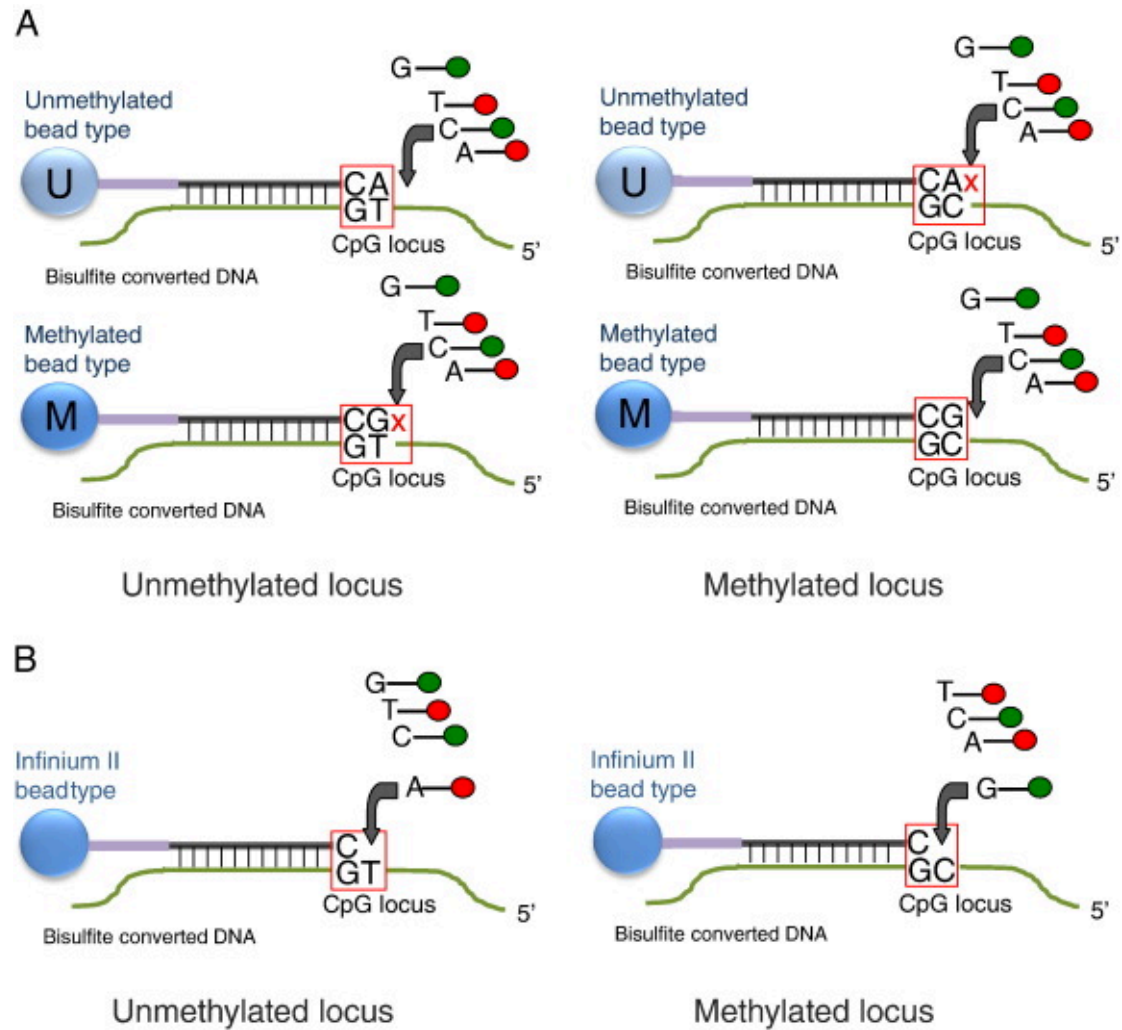 A
Unmethylated
bead type
U
G
T
C
A
CA
GT
CpG locus
5'
Bisulfite converted DNA
Unmethylated
bead type
U
G
T
C
A
CAx
GC
CpG locus
5'
Bisulfite converted DNA
Methylated
bead type
M
G
T
C
A
CGx
GT
CpG locus
5'
Bisulfite converted DNA
Methylated
bead type
M
G
T
C
A
CG
GC
CpG locus
5'
Bisulfite converted DNA
Unmethylated locus
Methylated locus
B
Infinium II
beadtype
G
T
C
A
C
GT
CpG locus
5'
Bisulfite converted DNA
Infinium II
bead type
T
C
A
G
C
GC
CpG locus
5'
Bisulfite converted DNA
Unmethylated locus
Methylated locus